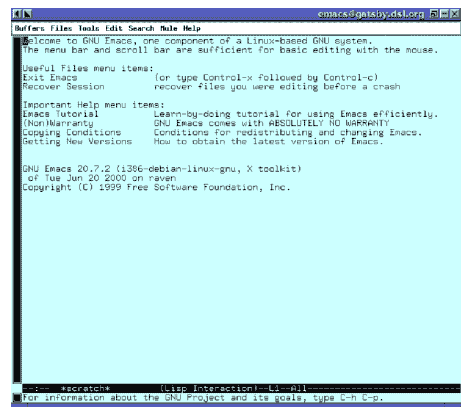 emacs@gatsby.dsl.org
Buffers Files Tools Edit Search Mule Help
Welcome to GNU Emacs, one component of a Linux-based GNU system.
The menu bar and scroll bar are sufficient for basic editing with the mouse.
Useful Files menu items:
Exit Emacs (or type Control-x followed by Control-c)
Recover Session recover files you were editing before a crash
Important Help menu items:
Emacs Tutorial Learn-by-doing tutorial for using Emacs efficiently.
(Non)Warranty GNU Emacs comes with ABSOLUTELY NO WARRANTY
Copying Conditions Conditions for redistributing and changing Emacs.
Getting New Versions How to obtain the latest version of Emacs.
GNU Emacs 20.7.2 (i386-debian-linux-gnu, X toolkit)
of Tue Jun 20 2000 on raven
Copyright (C) 1999 Free Software Foundation, Inc.
--:-- *scratch* (Lisp Interaction)--L1--All--------------------
For information about the GNU Project and its goals, type C-h C-p.